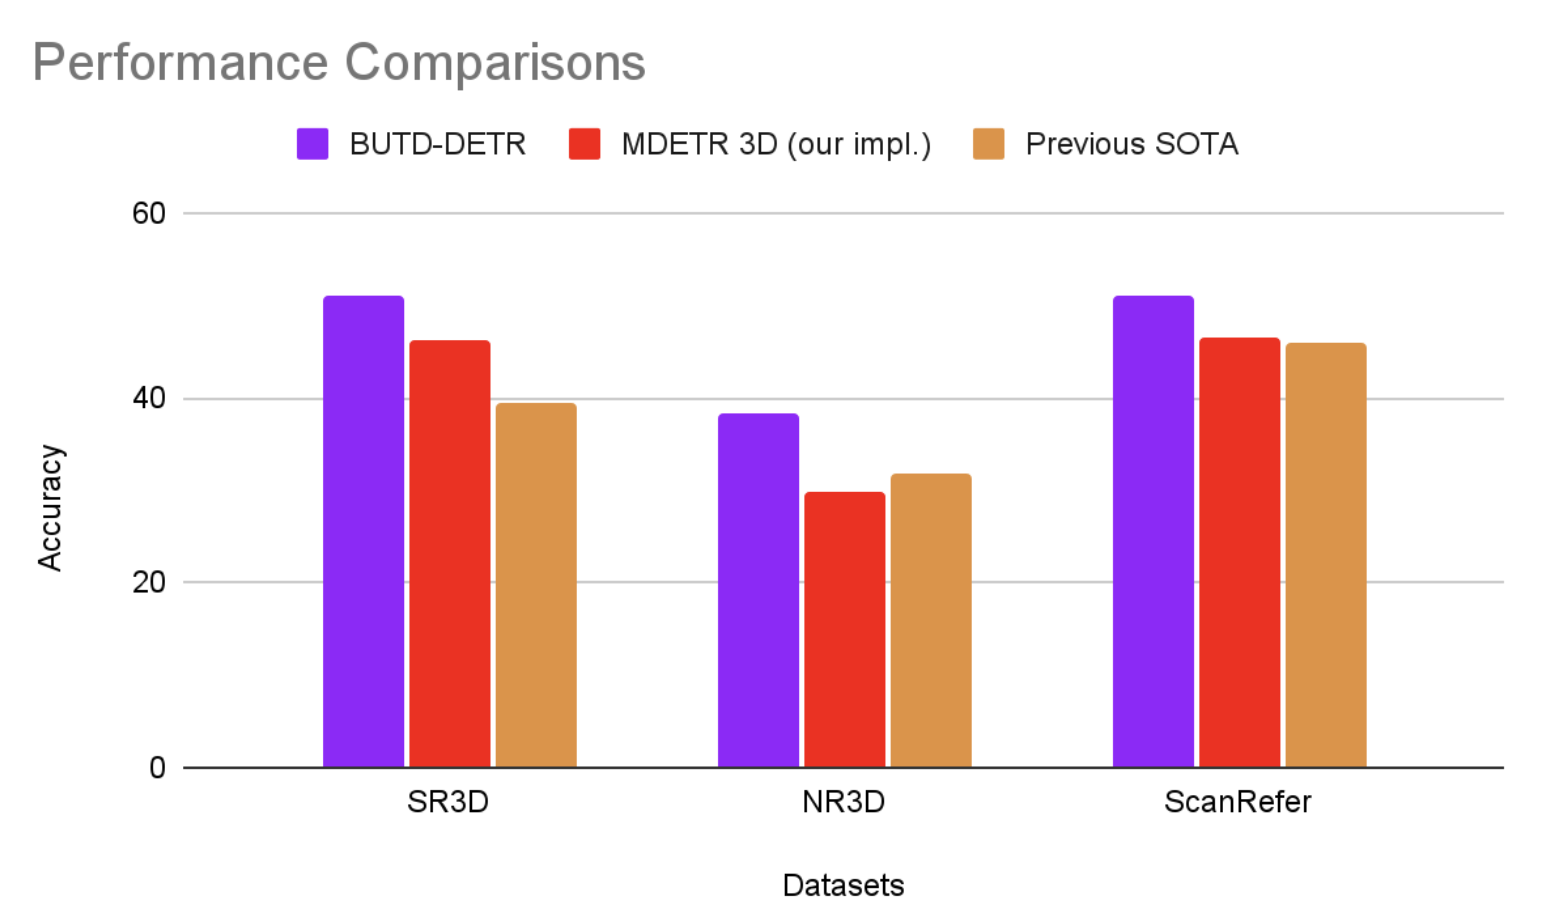 Performance Comparisons
BUTD-DETR MDETR 3D (our impl.) Previous SOTA
60
40
20
0
Accuracy
SR3D NR3D ScanRefer
Datasets